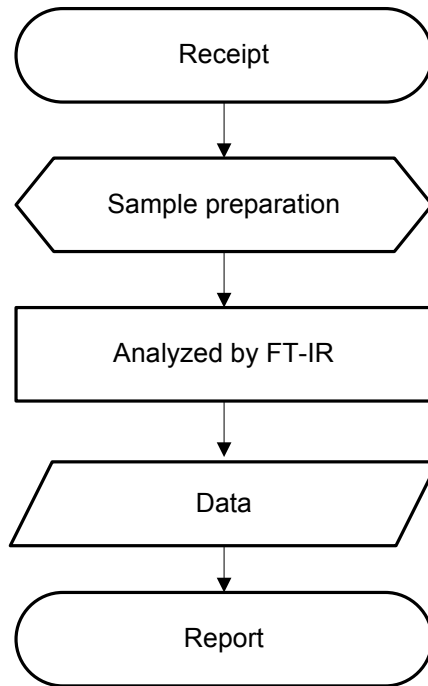 Receipt
Sample preparation
Analyzed by FT-IR
Data
Report